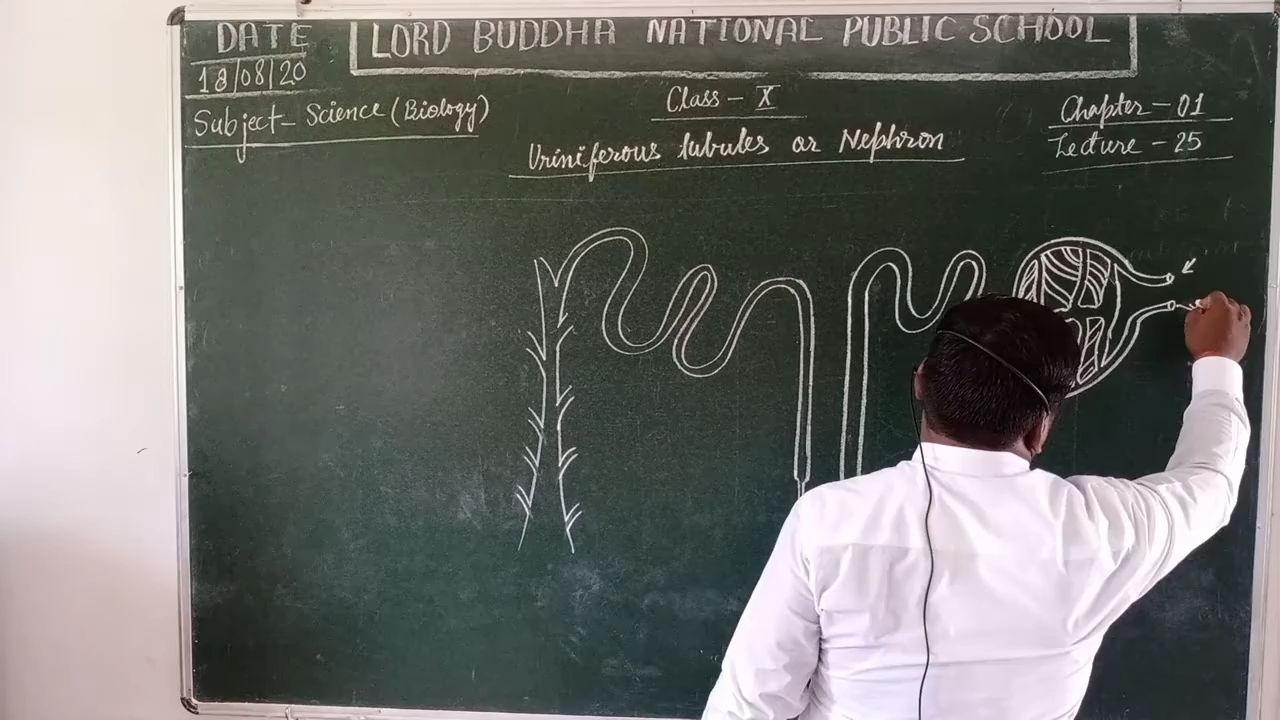 DATE
18/08/20
LORD BUDDHA NATIONAL PUBLIC SCHOOL
Subject- Science (Biology)
Class - X
Chapter - 01
Lecture - 25
Uriniferous tubules or Nephron